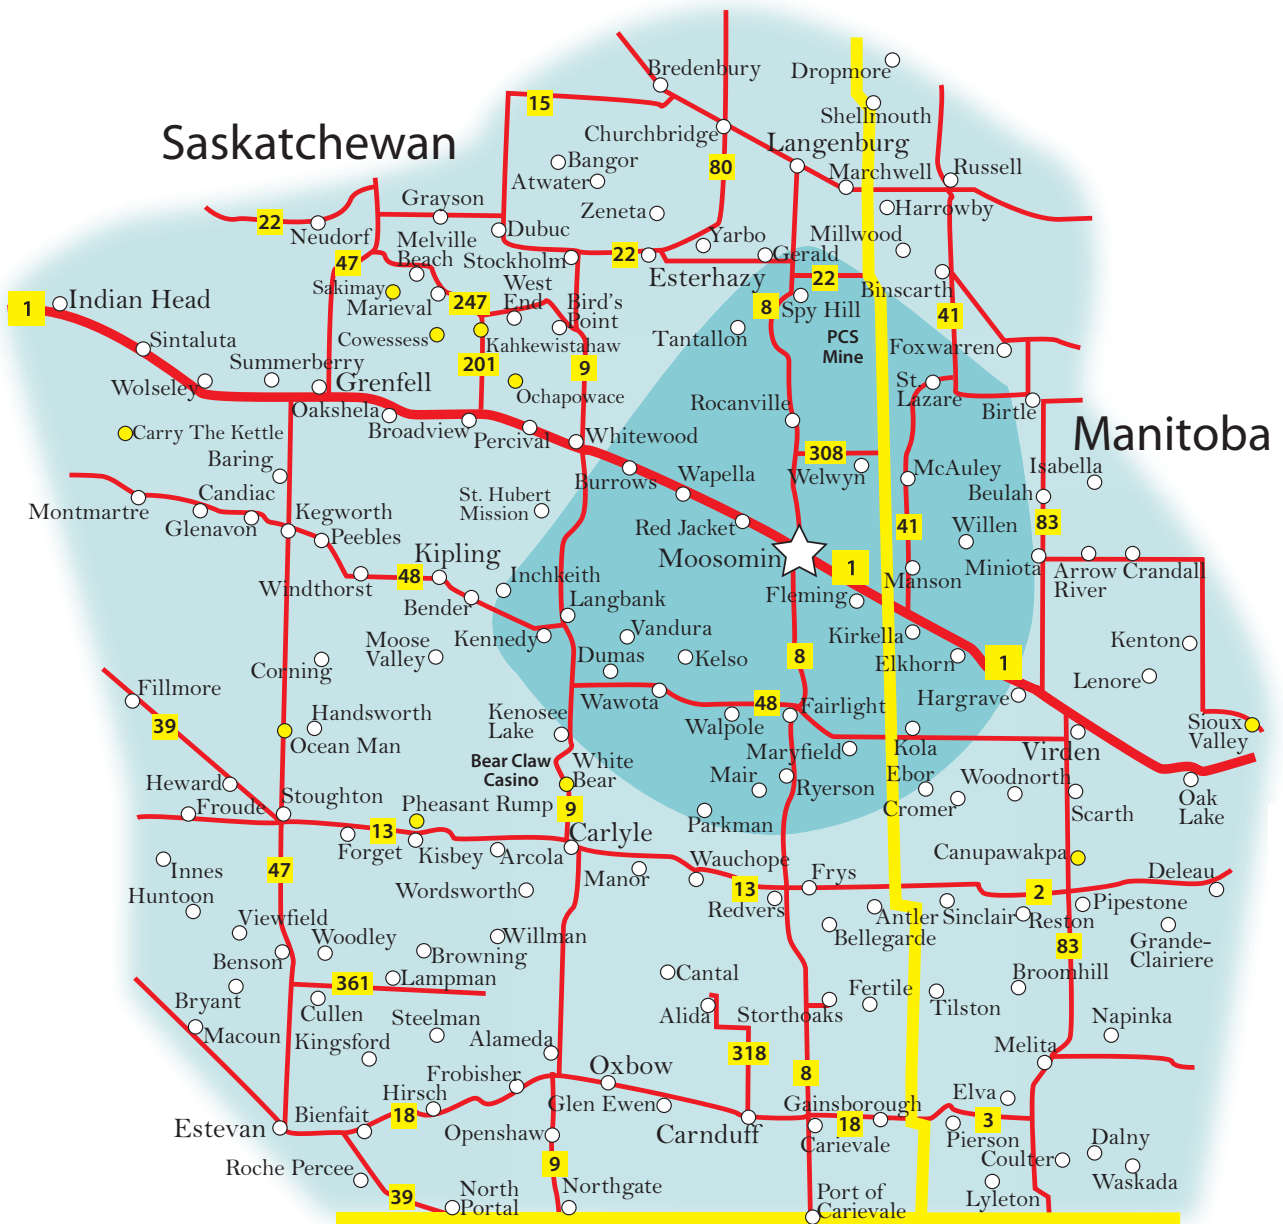 Bredenbury
Dropmore
15
Shellmouth
Churchbridge
Langenburg
Saskatchewan
Bangor
80
Marchwell
Russell
Atwater
Grayson
Zeneta
Harrowby
22
Neudorf
Dubuc
Yarbo
Millwood
Melville
Beach
47
Stockholm
22
Gerald
Esterhazy
22
Binscarth
Sakimay
Marieval
247
West
End
Bird's
Point
8
Spy Hill
1
Indian Head
41
Tantallon
PCS
Mine
Cowessess
Kahkewistahaw
Sintaluta
Foxwarren
Summerberry
201
9
Wolseley
Grenfell
Ochapowace
St.
Lazare
Oakshela
Rocanville
Birtle
Broadview
Carry The Kettle
Percival
Whitewood
Manitoba
Baring
308
Burrows
Wapella
Welwyn
McAuley
Isabella
Candiac
St. Hubert
Mission
Beulah
Montmartre
Glenavon
Kegworth
Red Jacket
41
Willen
83
Peebles
Kipling
Moosomin
1
Windthorst
48
Inchkeith
Manson
Miniota
Arrow
River
Crandall
Bender
Langbank
Fleming
Kennedy
Vandura
Kirkella
Moose
Valley
Kenton
Corning
Dumas
Kelso
8
Elkhorn
1
Lenore
Fillmore
Wawota
48
Fairlight
Hargrave
39
Handsworth
Kenosee
Lake
Walpole
Sioux
Valley
Ocean Man
Maryfield
Kola
Virden
Bear Claw
Casino
White
Bear
Heward
Mair
Ryerson
Ebor
Woodnorth
Froude
Stoughton
Pheasant Rump
9
Cromer
Scarth
Oak
Lake
13
Carlyle
Parkman
Forget
Kisbey
Arcola
Wauchope
Canupawakpa
Innes
47
Manor
13
Frys
Deleau
Huntoon
Wordsworth
2
Redvers
Antler
Sinclair
Reston
Pipestone
Viewfield
Woodley
Willman
Bellegarde
83
Grande-
Clairiere
Benson
Browning
Lampman
Cantal
Broomhill
361
Bryant
Cullen
Fertile
Tilston
Macoun
Steelman
Alida
Storthoaks
Napinka
Kingsford
Alameda
318
Melita
Oxbow
8
Frobisher
Elva
Hirsch
Glen Ewen
Gainsborough
Bienfait
18
3
Estevan
Openshaw
Carnduff
18
Carievale
Pierson
Dalny
Coulter
Roche Percee
9
Waskada
39
North
Portal
Northgate
Port of
Carievale
Lyleton